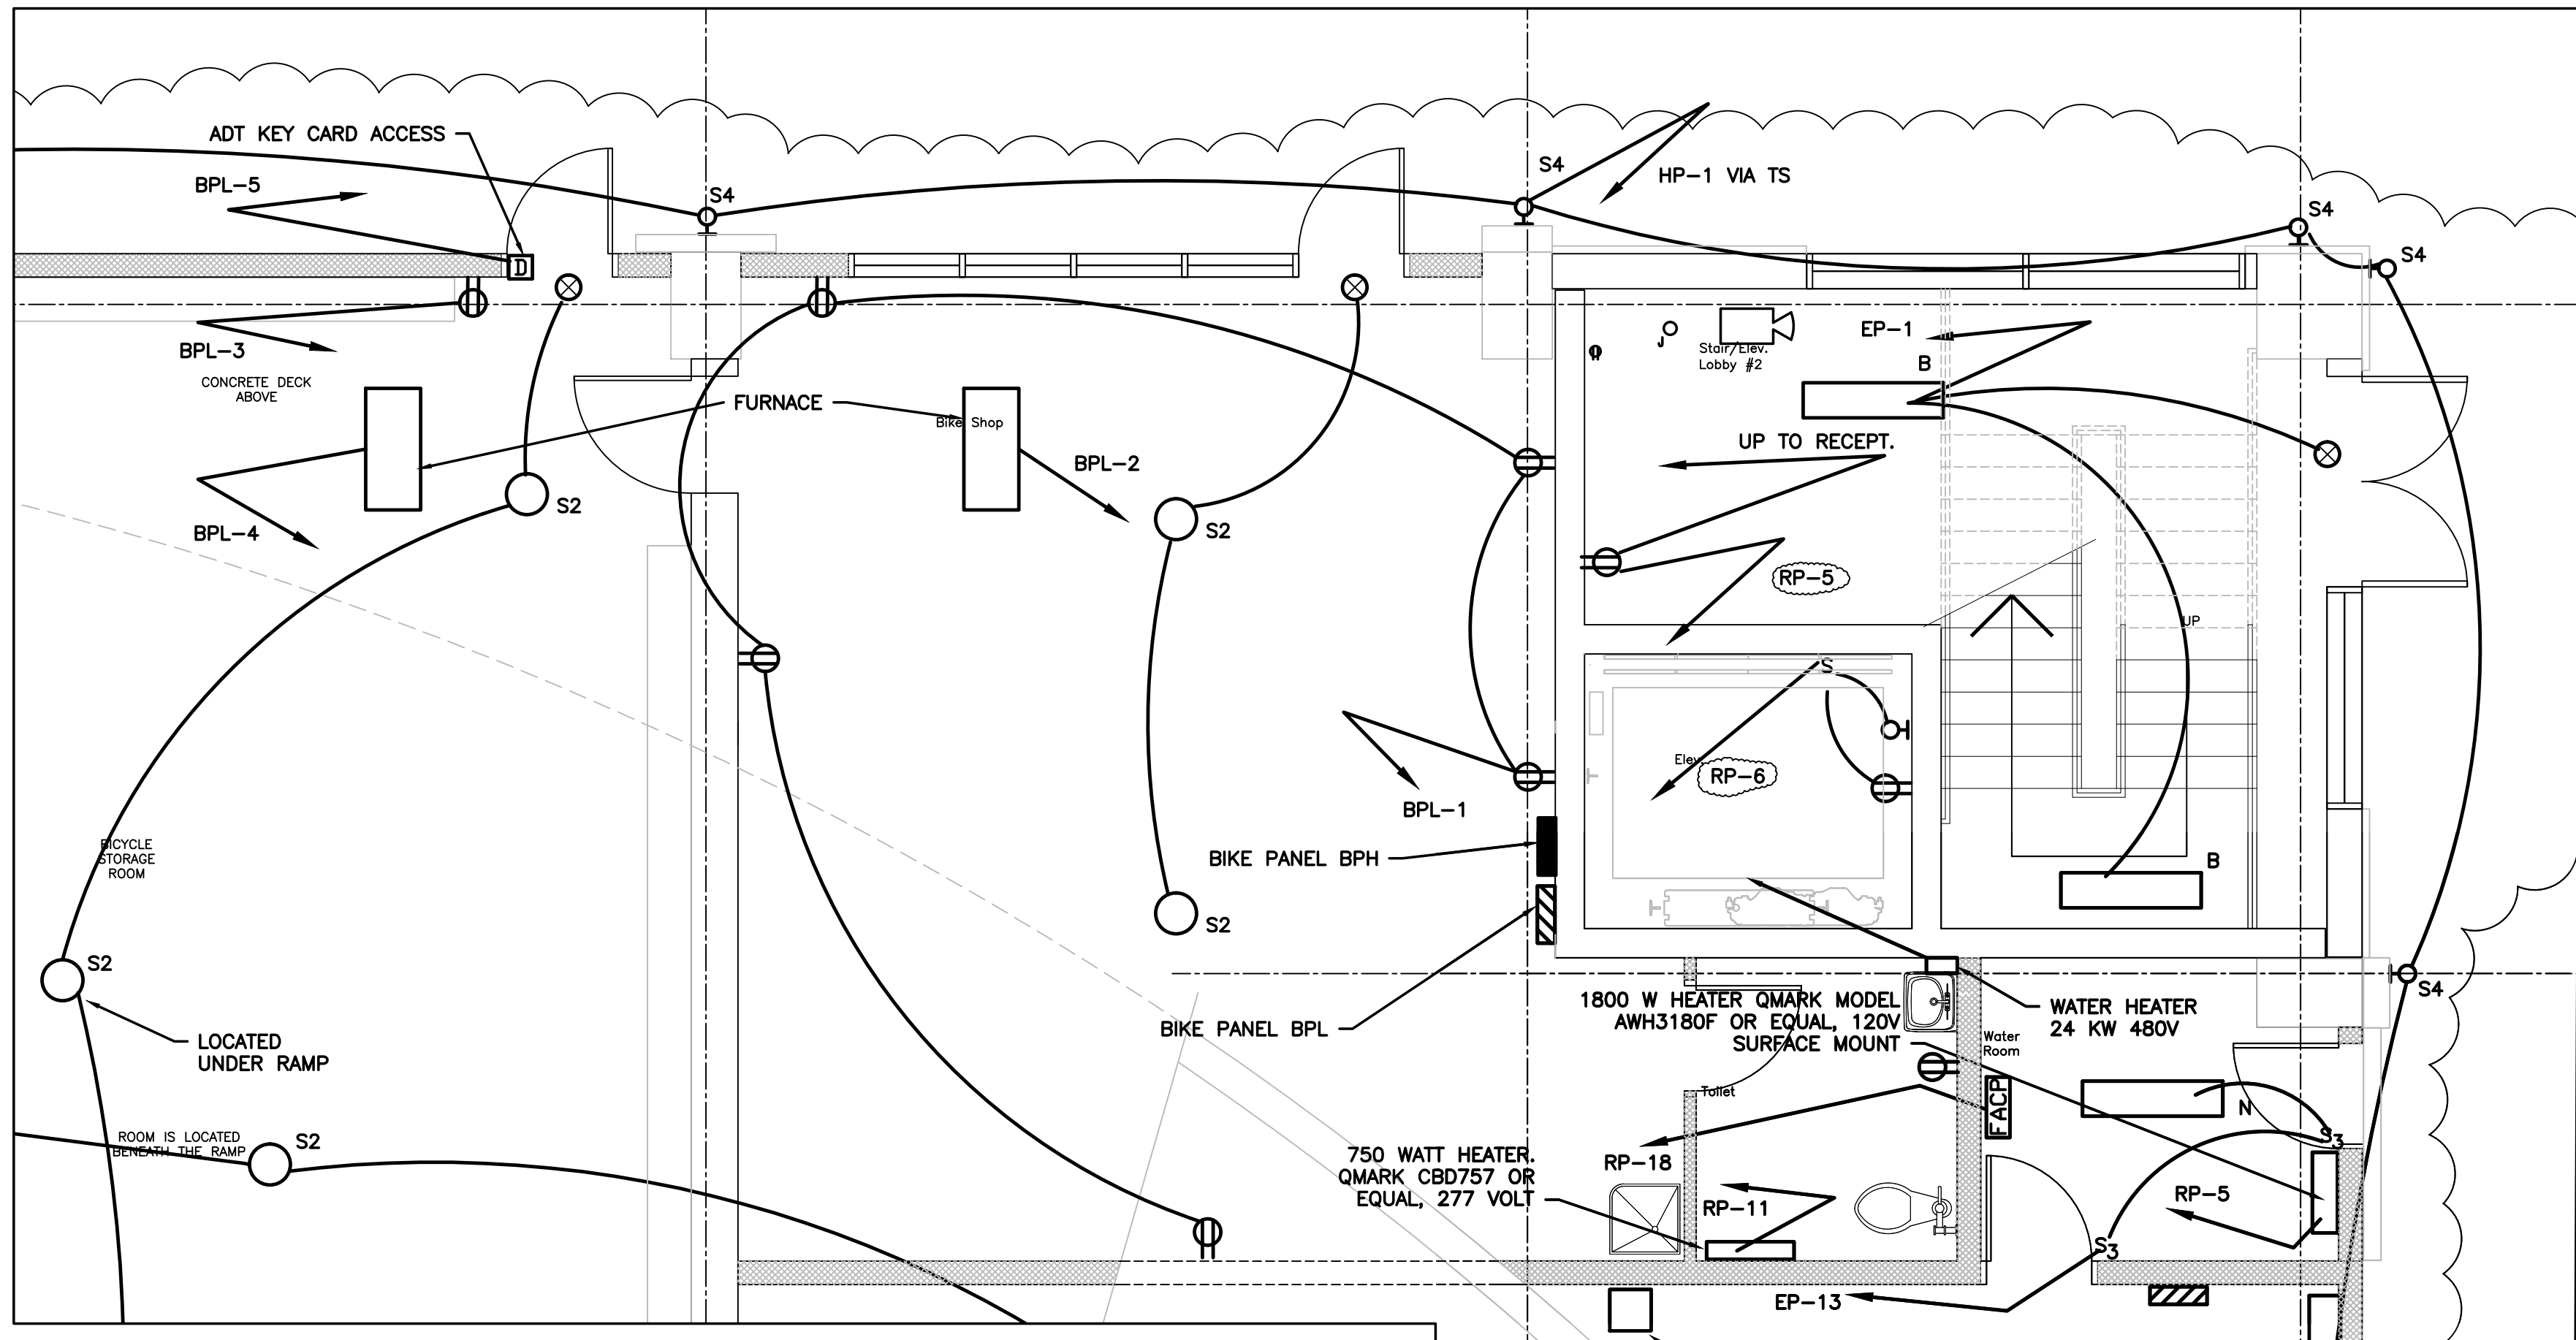 ADT KEY CARD ACCESS
BPL-5
S4
S4
HP-1 VIA TS
S4
S4
D
BPL-3
CONCRETE DECK
ABOVE
FURNACE
Bike Shop
BPL-2
BPL-4
S2
S2
J
Stair/Elev.
Lobby #2
EP-1
B
UP TO RECEPT.
RP-5
UP
S
Elev.
RP-6
BPL-1
BIKE PANEL BPH
B
BICYCLE
STORAGE
ROOM
S2
S2
LOCATED
UNDER RAMP
BIKE PANEL BPL
1800 W HEATER QMARK MODEL
AWH3180F OR EQUAL, 120V
SURFACE MOUNT
WATER HEATER
24 KW 480V
S4
Water
Room
Toilet
FACP
N
S3
ROOM IS LOCATED
BENEATH THE RAMP
S2
750 WATT HEATER.
QMARK CBD757 OR
EQUAL, 277 VOLT
RP-18
RP-11
RP-5
S3
EP-13